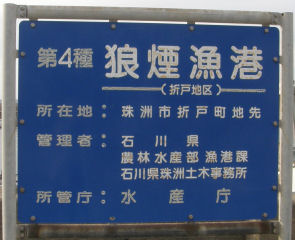 第4種 狼煙漁港
(折戸地区)
所在地: 珠洲市折戸町地先
管理者: 石川県
農林水産部 漁港課
石川県珠洲土木事務所
所管庁: 水産庁